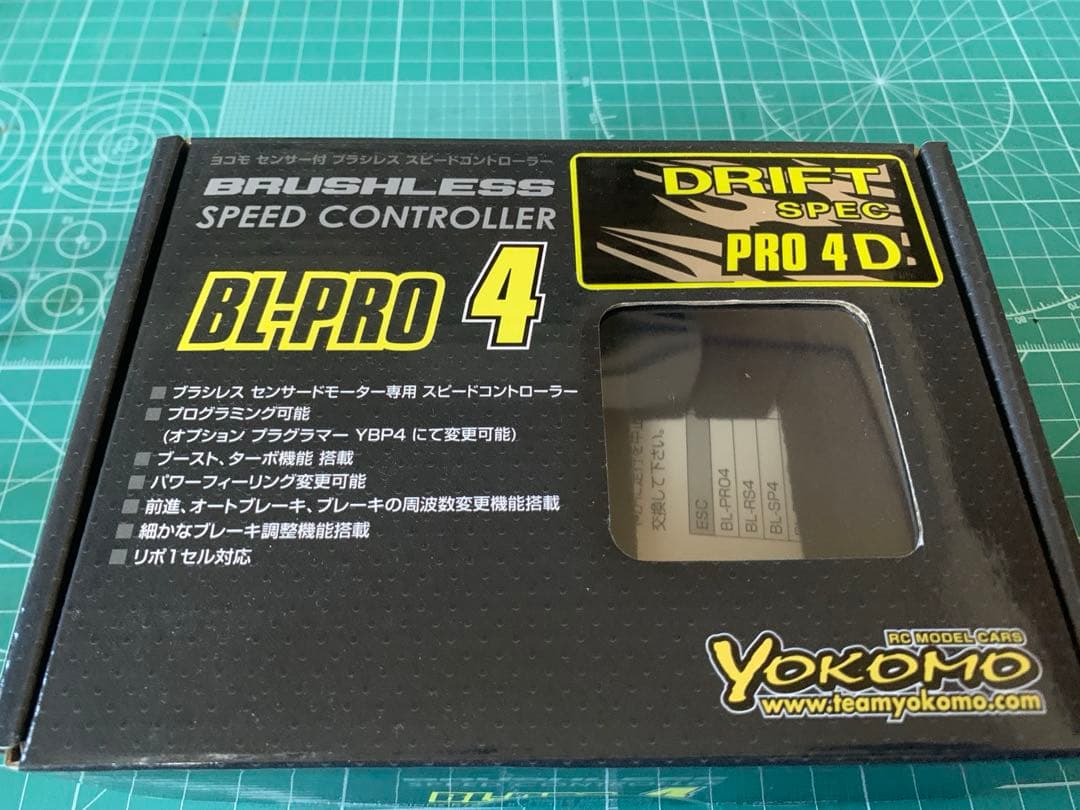 ヨコモ センサー付 ブラシレス スピードコントローラー
BRUSHLESS
SPEED CONTROLLER
BL-PRO 4
DRIFT
SPEC
PRO 4 D
ブラシレス センサードモーター専用 スピードコントローラー
プログラミング可能
(オプション プラグラマー YBP4 にて変更可能)
ブースト、ターボ機能 搭載
パワーフィーリング変更可能
前進、オートブレーキ、ブレーキの周波数変更機能搭載
細かなブレーキ調整機能搭載
リポ1セル対応
交換して下さい。
ESC
BL-PRO4
BL-RS4
BL-SP4
RC MODEL CARS
YOKOMO
www.teamyokomo.com